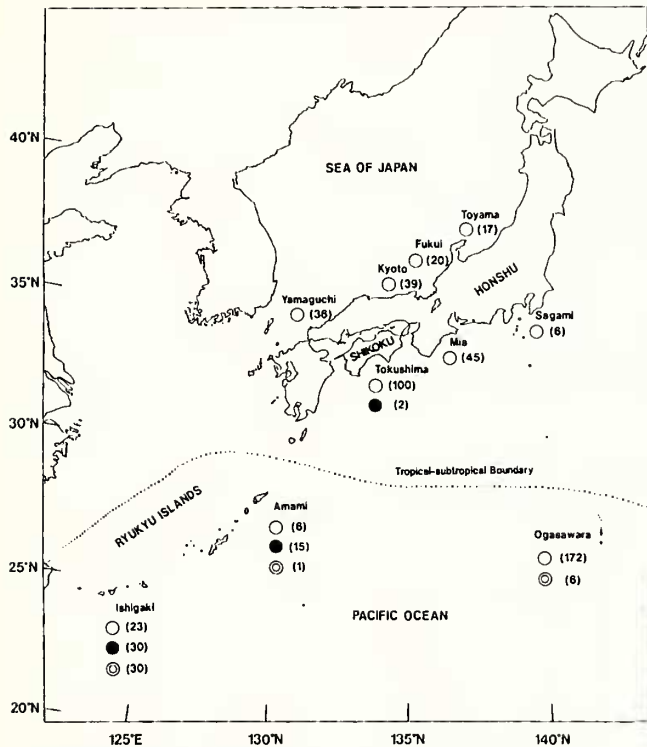 40°N
35°N
30°N
25°N
20°N
125°E
130°E
135°E
140°N
SEA OF JAPAN
Toyama
(17)
Fukui
(20)
Kyoto
(39)
HONSHU
Yamaguchi
(36)
Sagami
(6)
SHIKOKU
Mia
(45)
Tokushima
(100)
(2)
Tropical-subtropical Boundary
RYUKYU ISLANDS
Amami
(6)
(15)
(1)
Ogasawara
(172)
(6)
Ishigaki
(23)
(30)
(30)
PACIFIC OCEAN